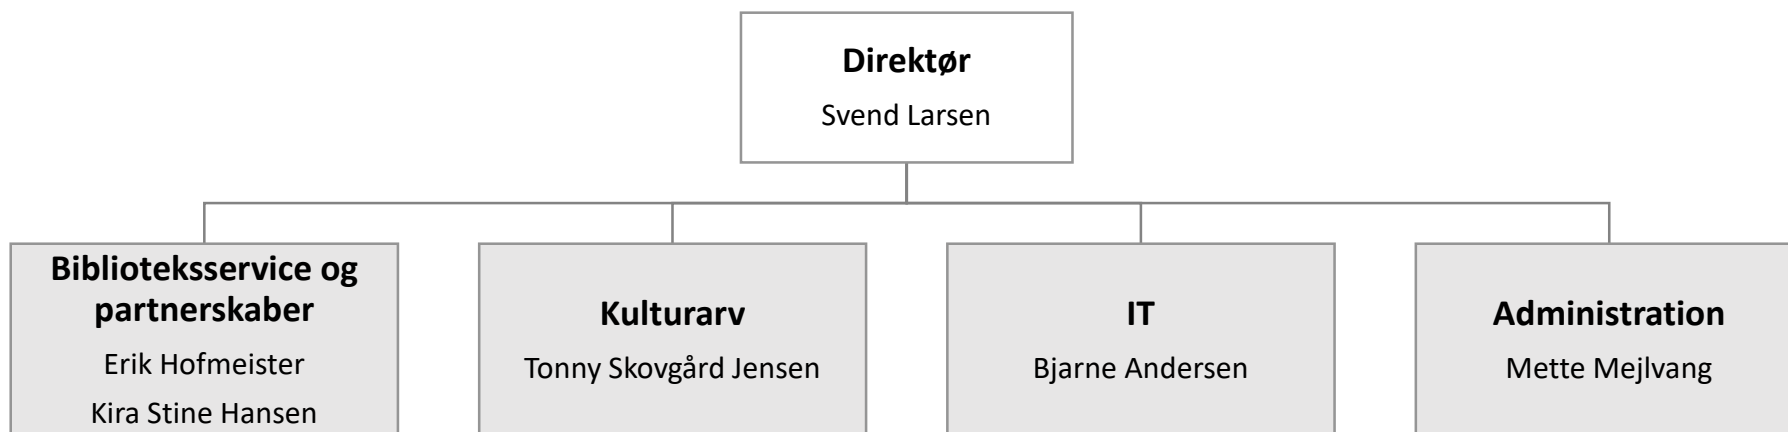 Direktør
Svend Larsen
Biblioteksservice og
partnerskaber
Erik Hofmeister
Kira Stine Hansen
Kulturarv
Tonny Skovgård Jensen
IT
Bjarne Andersen
Administration
Mette Mejlvang